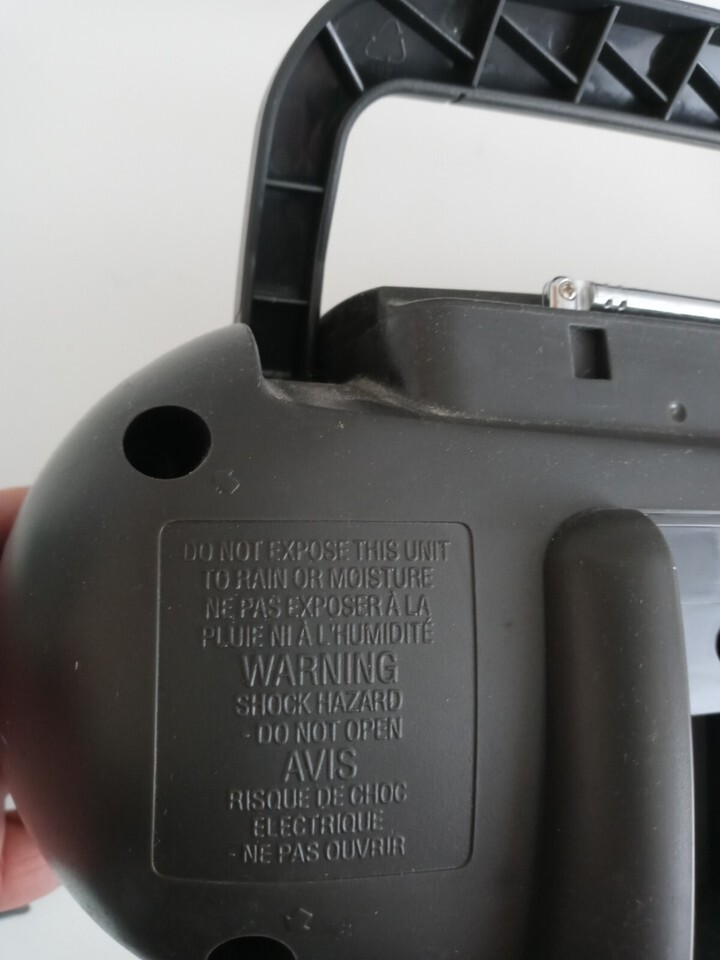 DO NOT EXPOSE THIS UNIT
TO RAIN OR MOISTURE
NE PAS EXPOSER À LA
PLUIE NI À L'HUMIDITÉ
WARNING
SHOCK HAZARD
- DO NOT OPEN
AVIS
RISQUE DE CHOC
ÉLECTRIQUE
- NE PAS OUVRIR